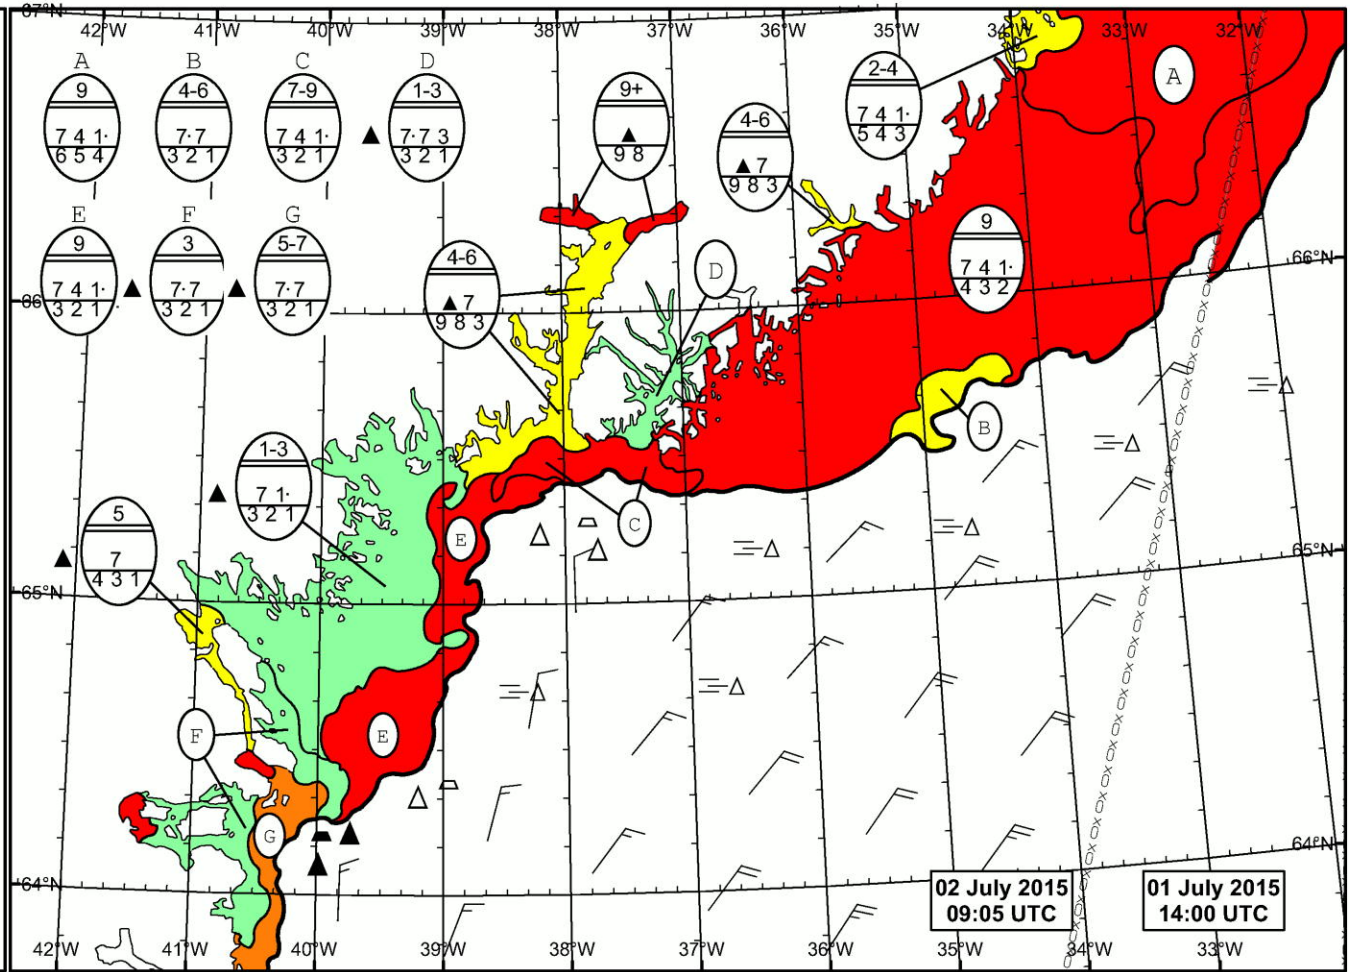 67°N
42°W 41°W 40°W 39°W 38°W 37°W 36°W 35°W 34°W 33°W 32°W
A B C D
9
7 4 1·
6 5 4
4-6
7·7
3 2 1
7-9
7 4 1·
3 2 1
1-3
7·7 3
3 2 1
9+
9 8
4-6
7
9 8 3
2-4
7 4 1·
5 4 3
A
E F G
9
7 4 1·
3 2 1
3
7·7
3 2 1
5-7
7·7
3 2 1
4-6
7
9 8 3
D
9
7 4 1·
4 3 2
66°N
66°N
B
1-3
7 1·
3 2 1
C
E
5
7
4 3 1
65°N
65°N
F
E
G
64°N
64°N
02 July 2015
09:05 UTC
01 July 2015
14:00 UTC
42°W 41°W 40°W 39°W 38°W 37°W 36°W 35°W 34°W 33°W